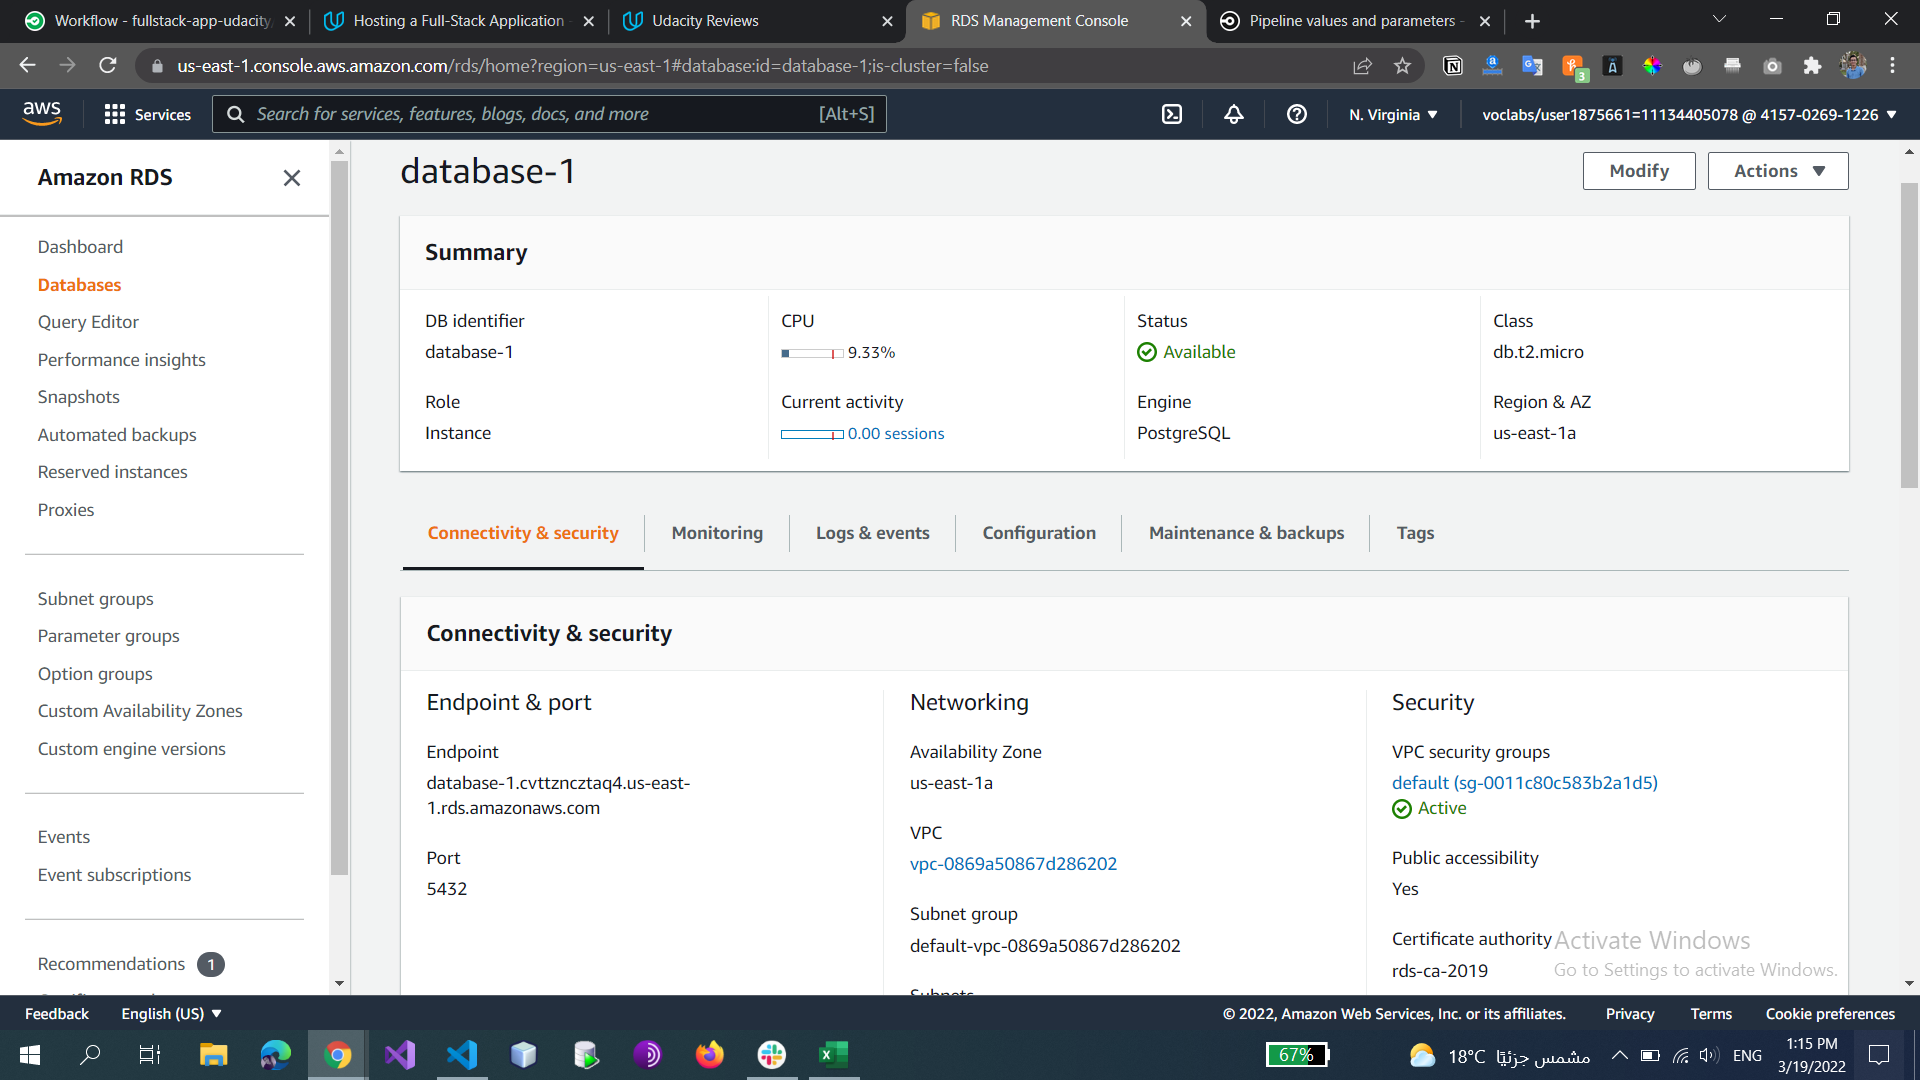 Workflow - fullstack-app-udacity
Hosting a Full-Stack Application
Udacity Reviews
RDS Management Console
Pipeline values and parameters -
us-east-1.console.aws.amazon.com/rds/home?region=us-east-1#database:id=database-1;is-cluster=false
3
aws
Services
Search for services, features, blogs, docs, and more
[Alt+S]
N. Virginia
voclabs/user1875661=11134405078 @ 4157-0269-1226
Amazon RDS
Dashboard
Databases
Query Editor
Performance insights
Snapshots
Automated backups
Reserved instances
Proxies
Subnet groups
Parameter groups
Option groups
Custom Availability Zones
Custom engine versions
Events
Event subscriptions
Recommendations 1
database-1
Modify
Actions
Summary
DB identifier
database-1
CPU
9.33%
Status
Available
Class
db.t2.micro
Role
Instance
Current activity
0.00 sessions
Engine
PostgreSQL
Region & AZ
us-east-1a
Connectivity & security
Monitoring
Logs & events
Configuration
Maintenance & backups
Tags
Connectivity & security
Endpoint & port
Endpoint
database-1.cvttzncztaq4.us-east-
1.rds.amazonaws.com
Port
5432
Networking
Availability Zone
us-east-1a
VPC
vpc-0869a50867d286202
Subnet group
default-vpc-0869a50867d286202
Subnets
Security
VPC security groups
default (sg-0011c80c583b2a1d5)
Active
Public accessibility
Yes
Certificate authority
rds-ca-2019
Activate Windows
Go to Settings to activate Windows.
Feedback
English (US)
© 2022, Amazon Web Services, Inc. or its affiliates.
Privacy
Terms
Cookie preferences
67%
18°C مشمس جزئيًا
ENG
1:15 PM
3/19/2022